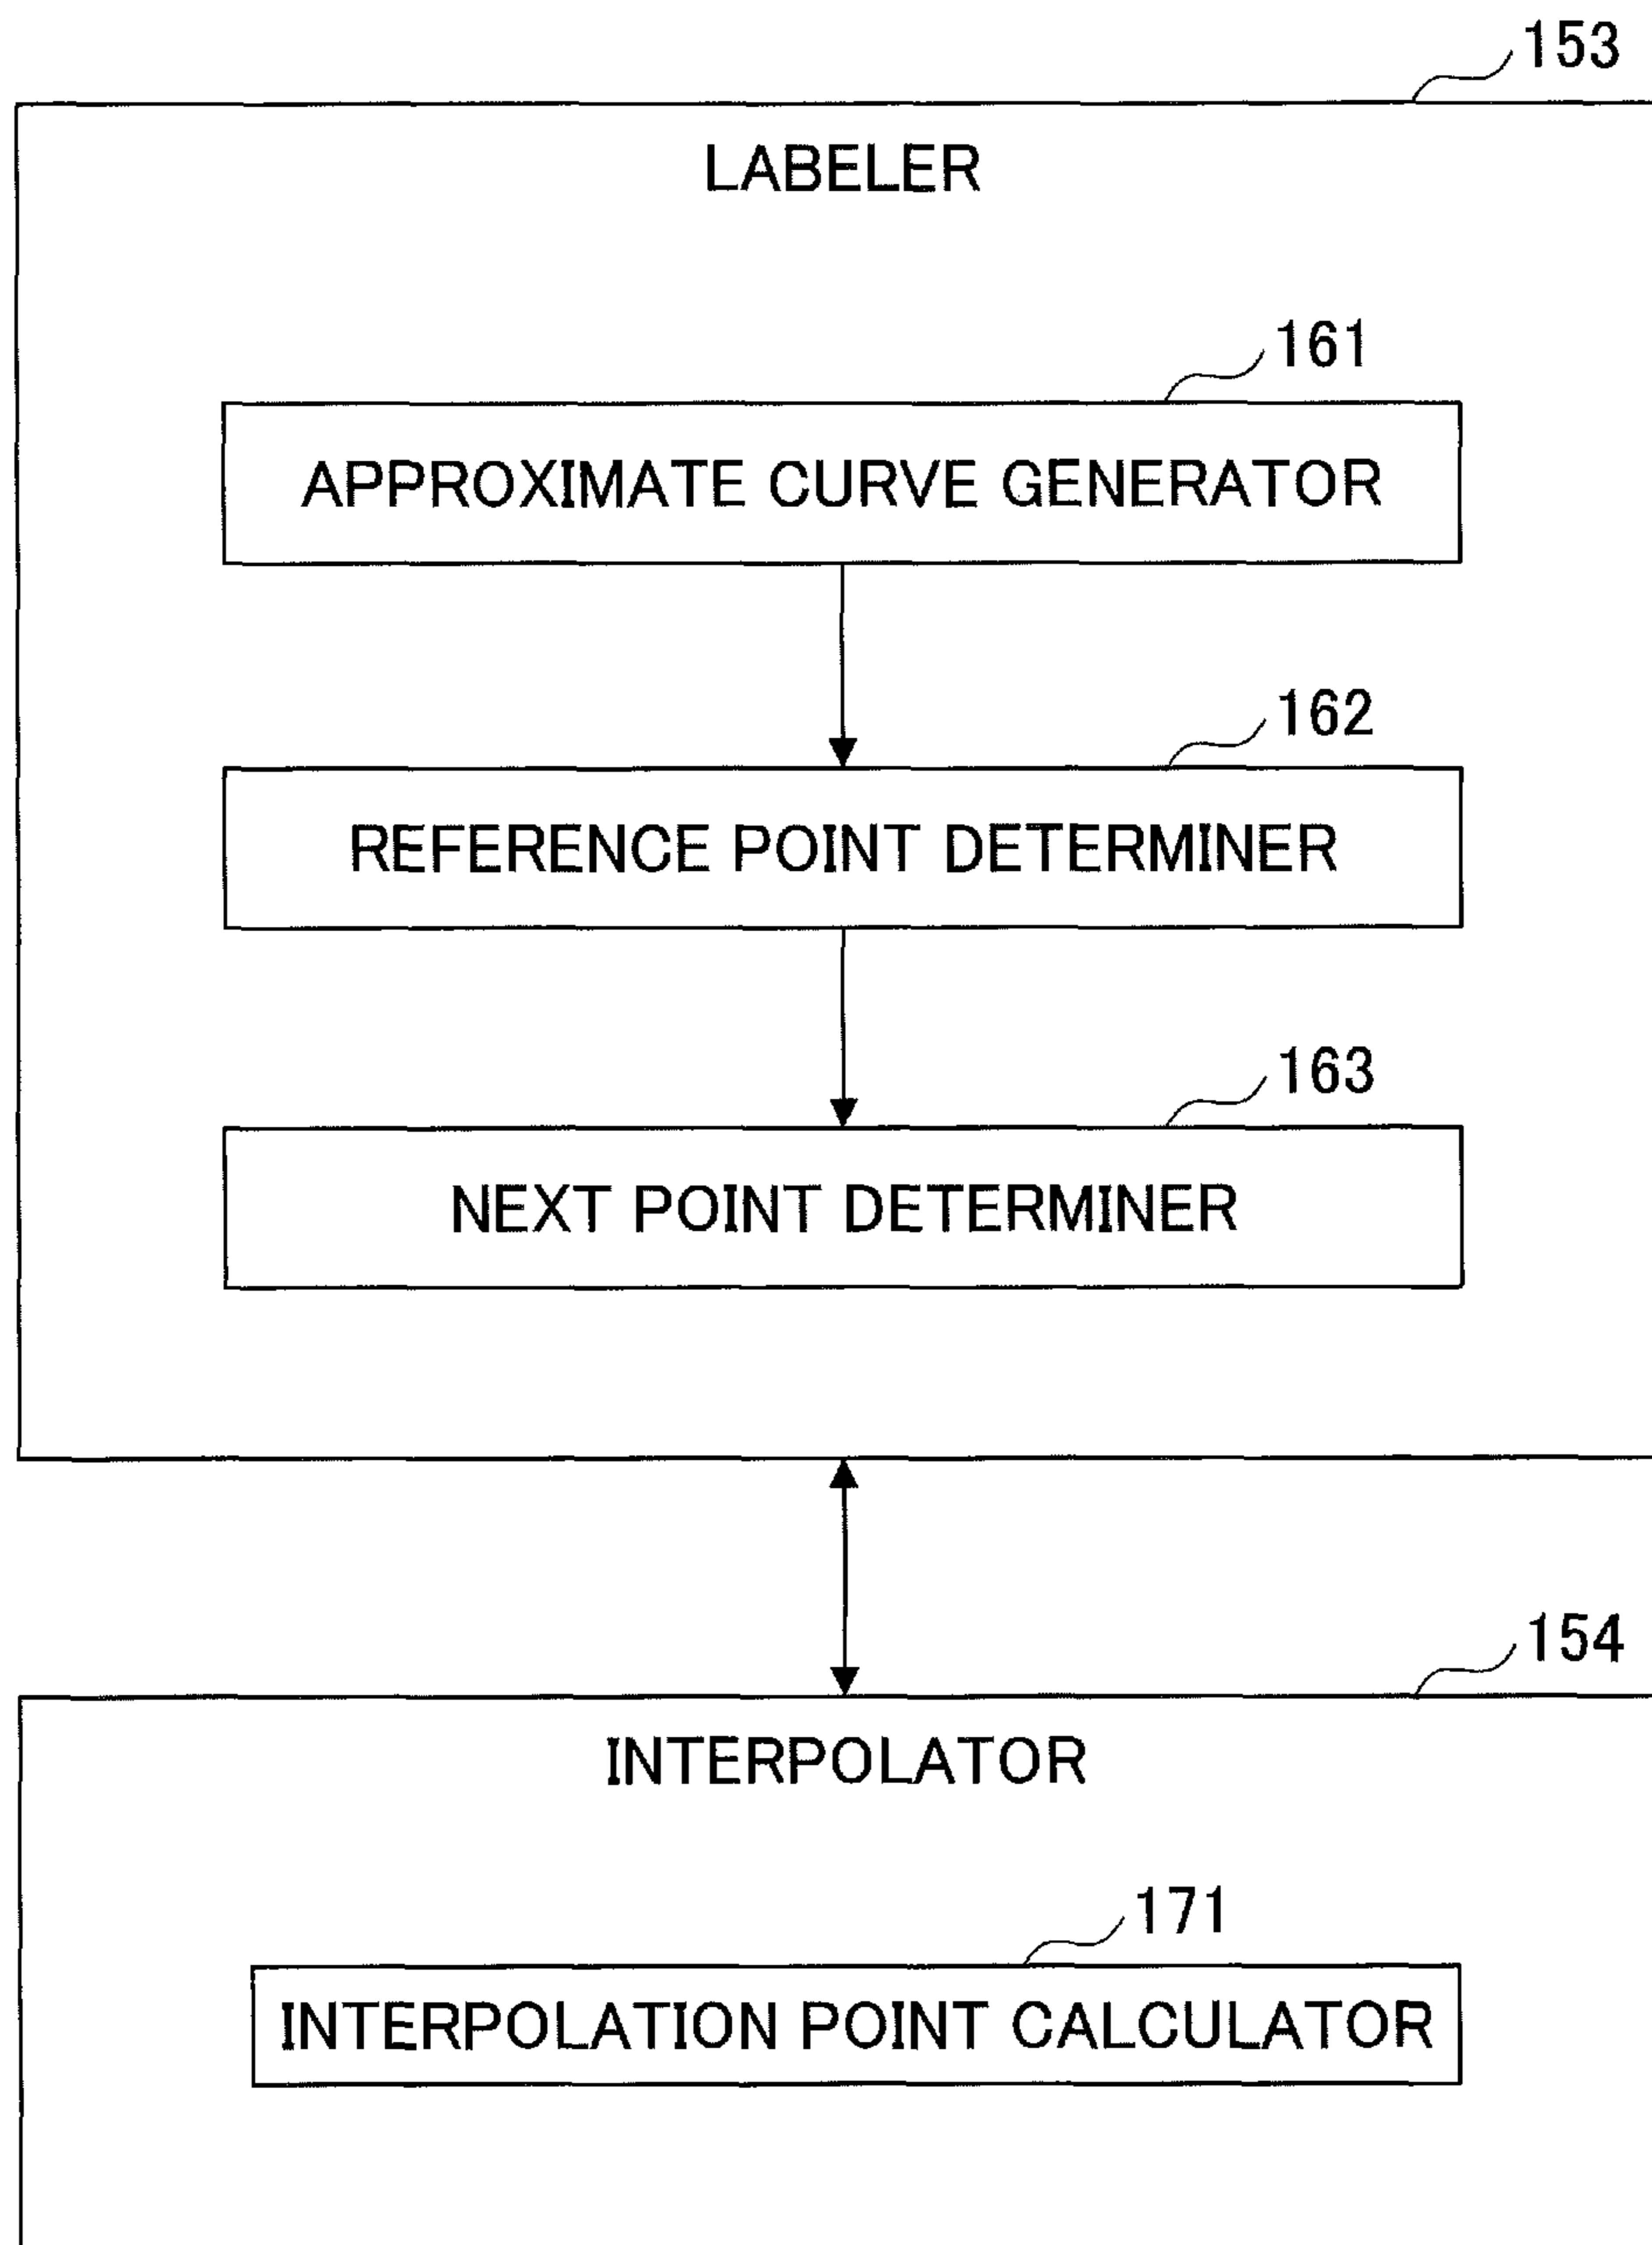 153
LABELER
161
APPROXIMATE CURVE GENERATOR
162
REFERENCE POINT DETERMINER
163
NEXT POINT DETERMINER
154
INTERPOLATOR
171
INTERPOLATION POINT CALCULATOR